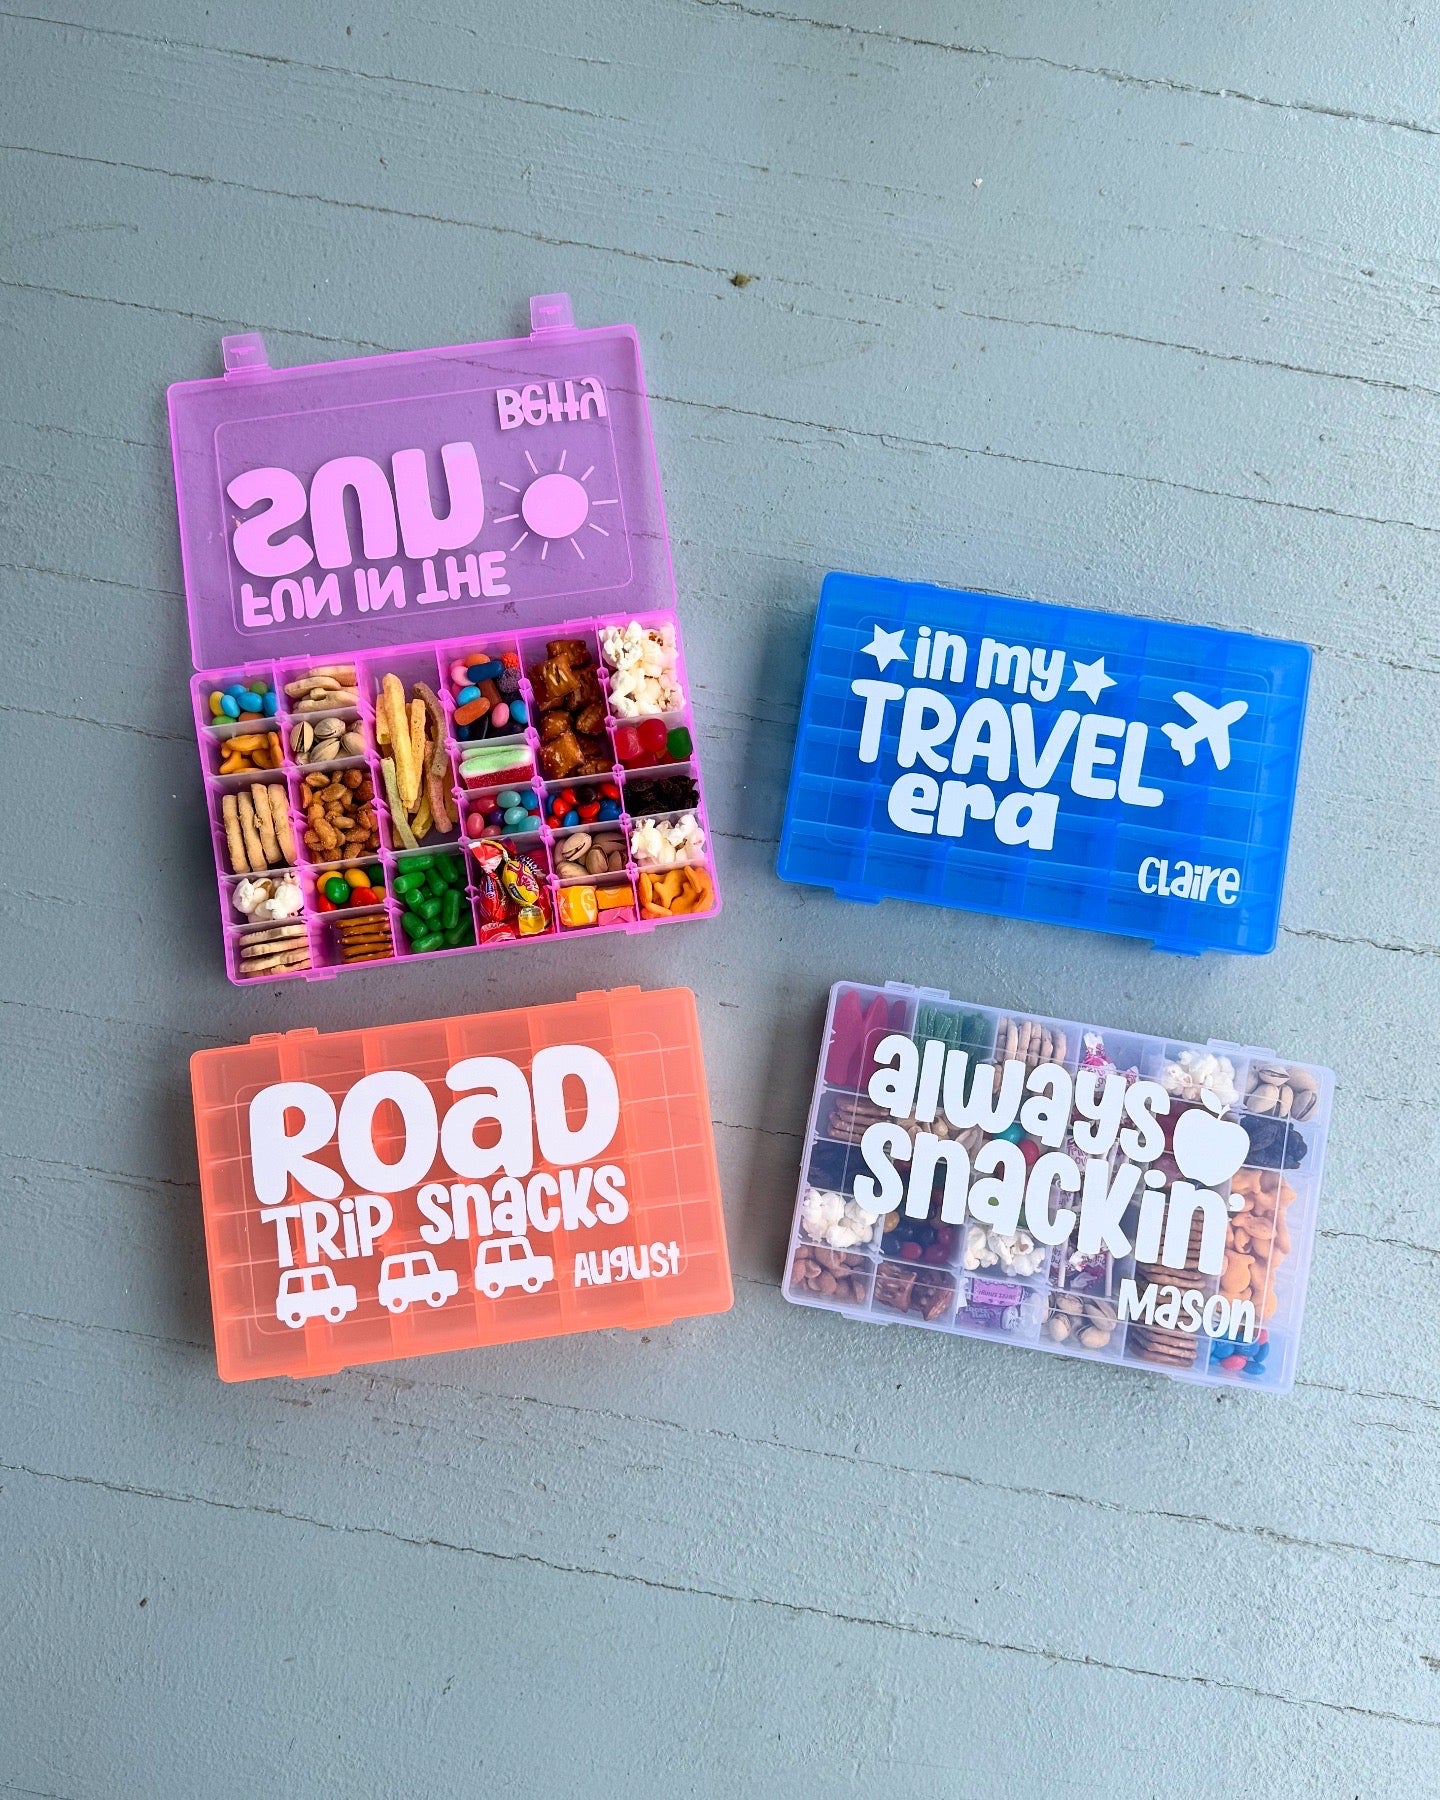 FUN IN THE
SUN
Betty
in my
TRAVEL
era
Claire
ROAD
TRIP SNACKS
August
always
snackin'
Mason